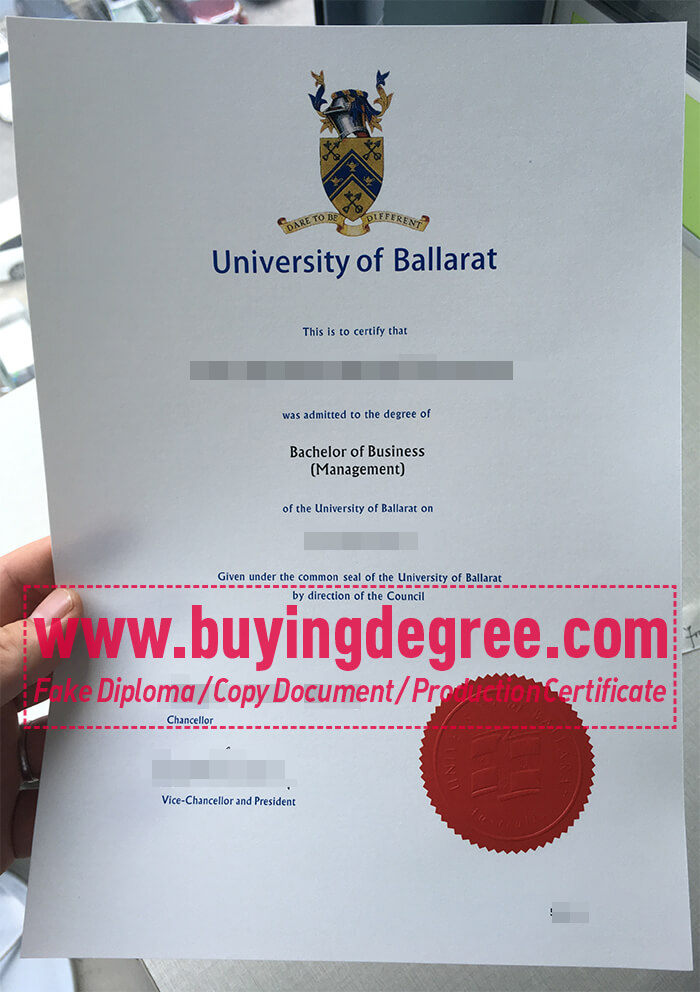 DARE TO BE DIFFERENT
University of Ballarat
This is to certify that
was admitted to the degree of
Bachelor of Business
(Management)
of the University of Ballarat on
Given under the common seal of the University of Ballarat
by direction of the Council
www.buyingdegree.com
Fake Diploma / Copy Document / Production Certificate
Chancellor
Vice-Chancellor and President